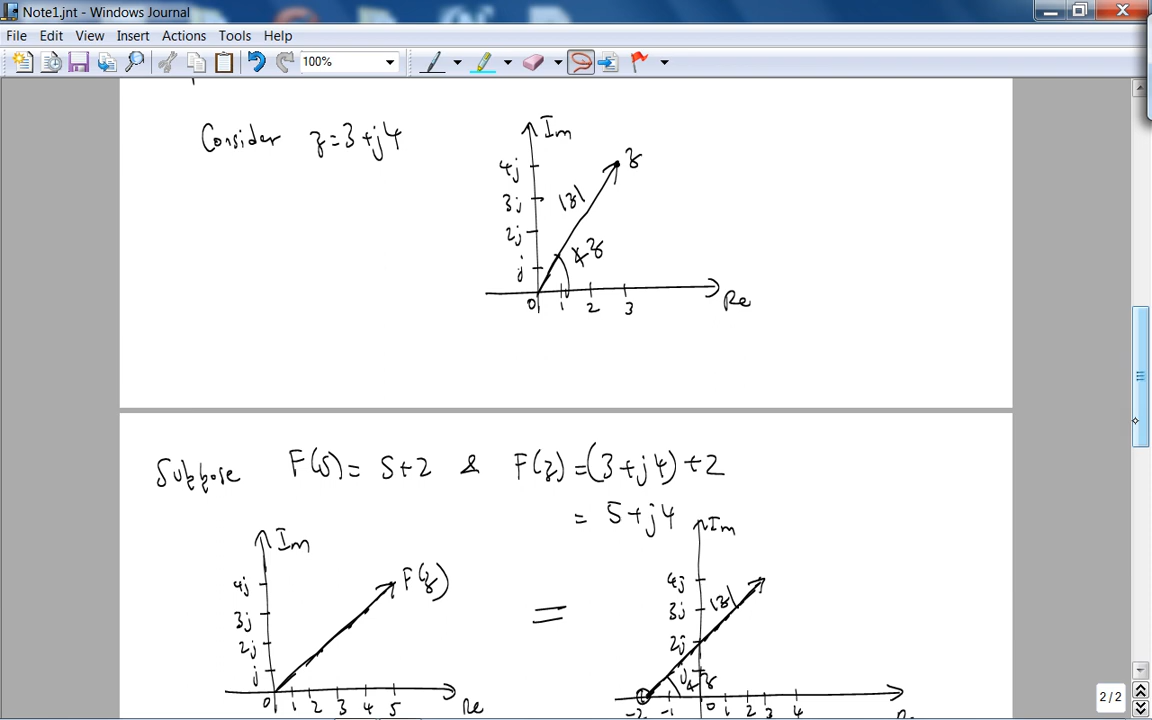 Note1.jnt - Windows Journal
File Edit View Insert Actions Tools Help
100%
Consider z=3+j4
Im
4j
3j
2j
j
|z|
z
∡z
0 1 2 3
Re
Suppose F(s)= s+2 & F(z)=(3+j4)+2
= 5+j4
Im
4j
3j
2j
j
F(z)
0 1 2 3 4 5
Re
=
Im
4j
3j
2j
j
|z|
∡z
-2 -1 0 1 2 3 4
2/2